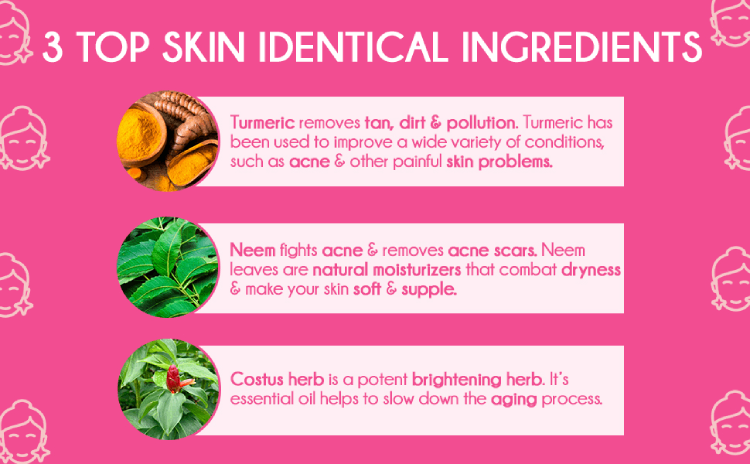 3 TOP SKIN IDENTICAL INGREDIENTS
Turmeric removes tan, dirt & pollution. Turmeric has
been used to improve a wide variety of conditions,
such as acne & other painful skin problems.
Neem fights acne & removes acne scars. Neem
leaves are natural moisturizers that combat dryness
& make your skin soft & supple.
Costus herb is a potent brightening herb. It's
essential oil helps to slow down the aging process.